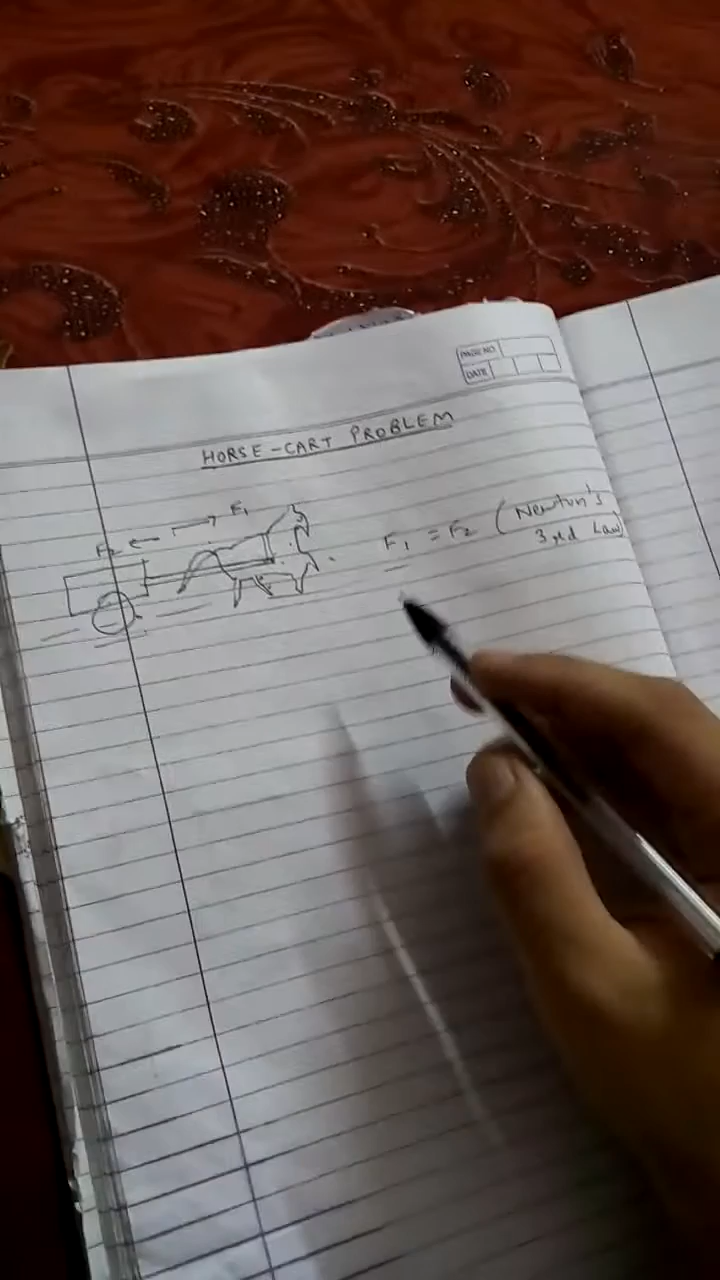 PAGE NO
DATE
HORSE-CART PROBLEM
F₂ F₁
F₁ = F₂ (Newton's
3rd Law)